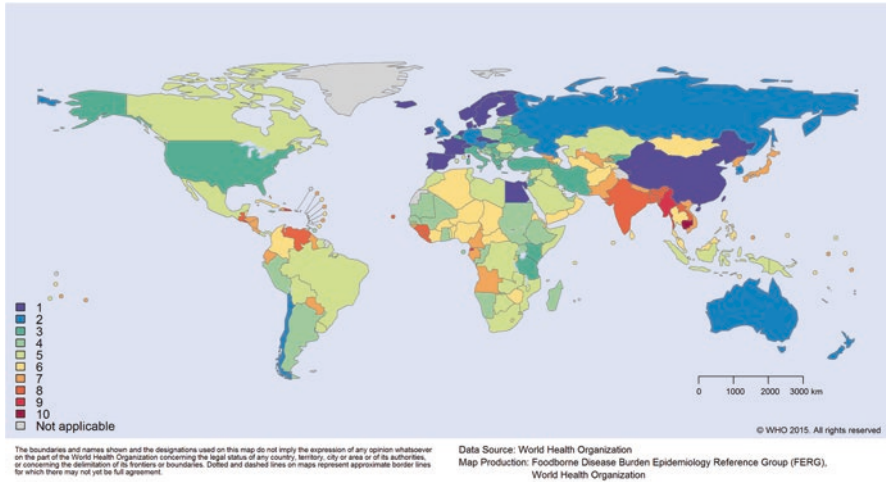 1
2
3
4
5
6
7
8
9
10
Not applicable
0 1000 2000 3000 km
© WHO 2015. All rights reserved
The boundaries and names shown and the designations used on this map do not imply the expression of any opinion whatsoever
on the part of the World Health Organization concerning the legal status of any country, territory, city or area or of its authorities,
or concerning the delimitation of its frontiers or boundaries. Dotted and dashed lines on maps represent approximate border lines
for which there may not yet be full agreement.
Data Source: World Health Organization
Map Production: Foodborne Disease Burden Epidemiology Reference Group (FERG),
World Health Organization